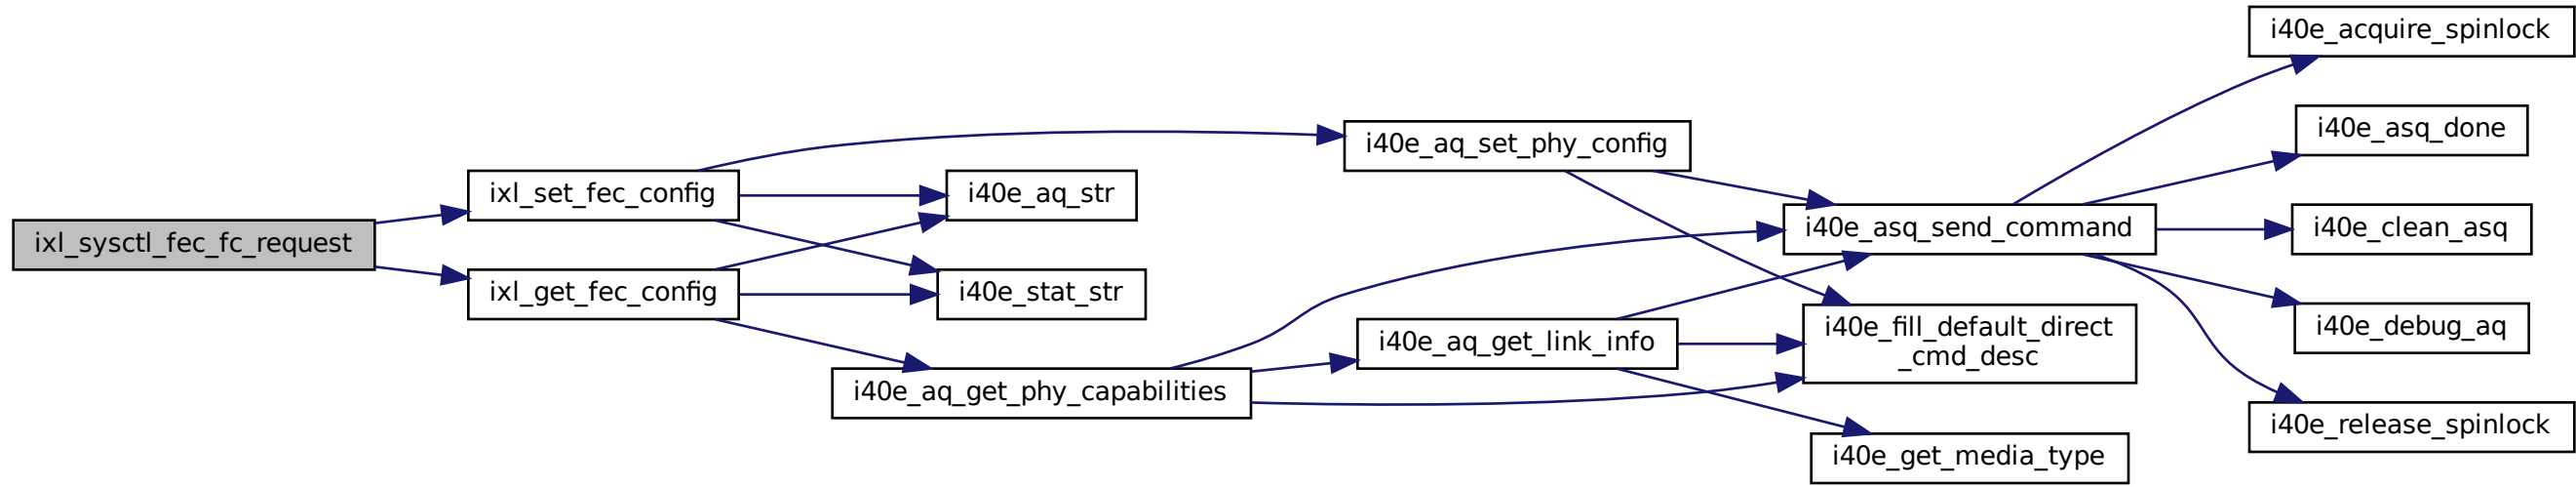 ixl_sysctl_fec_fc_request
ixl_set_fec_config
ixl_get_fec_config
i40e_aq_str
i40e_stat_str
i40e_aq_get_phy_capabilities
i40e_aq_set_phy_config
i40e_aq_get_link_info
i40e_asq_send_command
i40e_fill_default_direct
_cmd_desc
i40e_get_media_type
i40e_acquire_spinlock
i40e_asq_done
i40e_clean_asq
i40e_debug_aq
i40e_release_spinlock